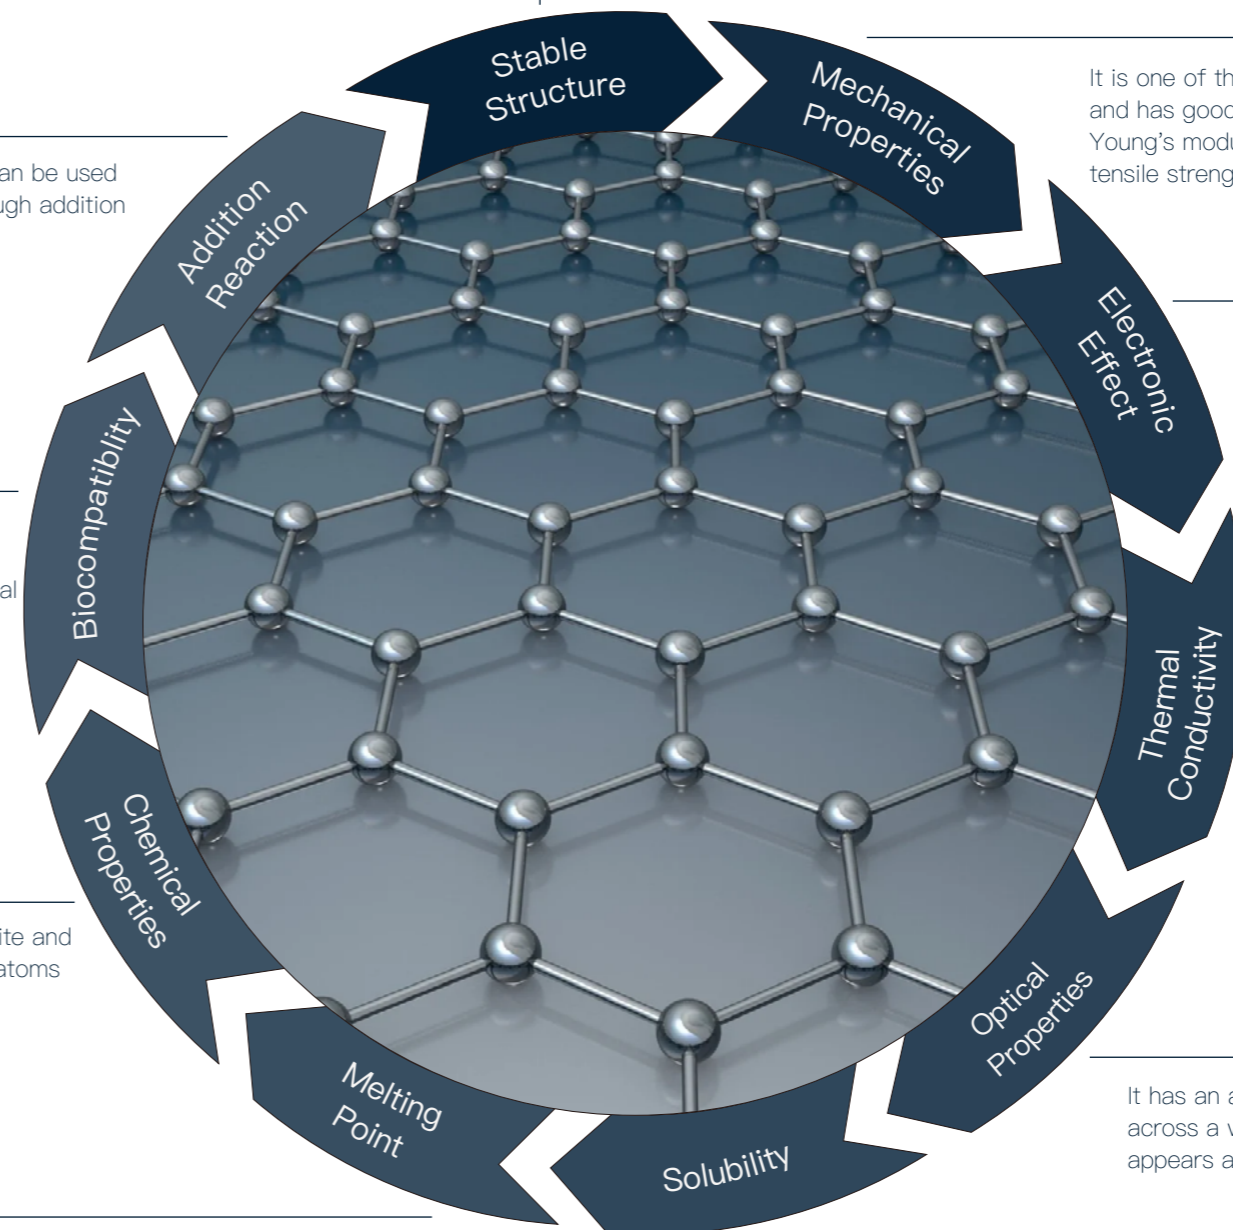 Stable
Structure
Mechanical
Properties
It is one of th
and has good
Young's modu
tensile streng
Electronic
Effect
Thermal
Conductivity
Optical
Properties
It has an a
across a v
appears a
Solubility
Melting
Point
Chemical
Properties
ite and
atoms
Biocompatiblity
al
Addition
Reaction
an be used
ugh addition